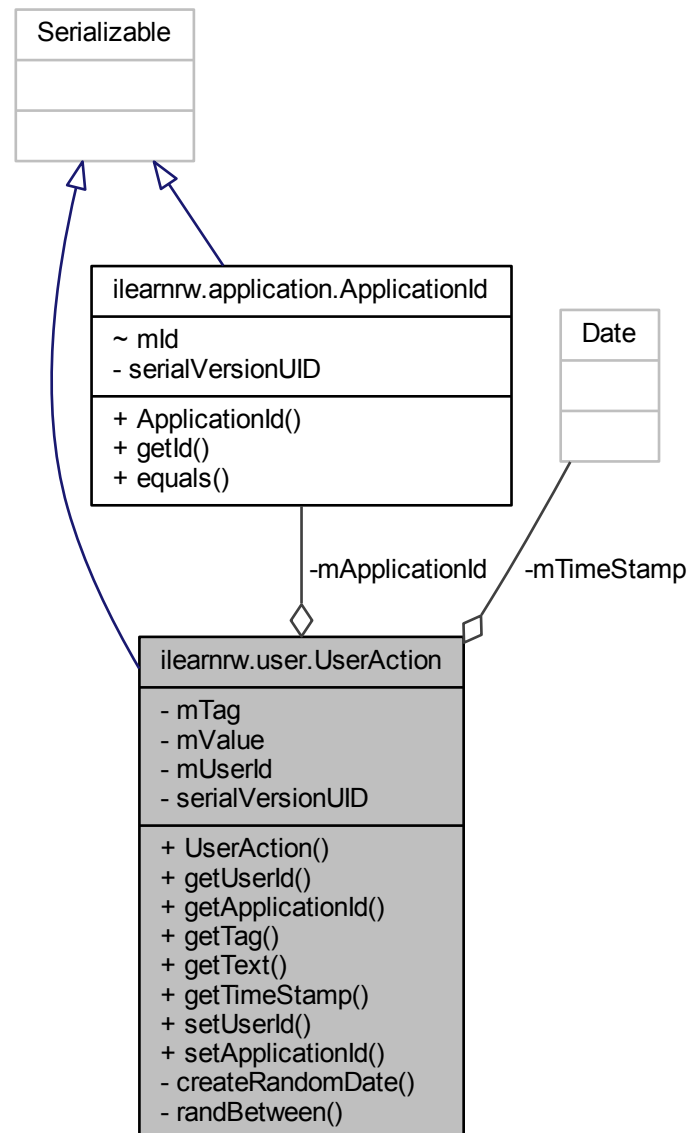 Serializable
ilearnrw.application.ApplicationId
~ mId
- serialVersionUID
+ ApplicationId()
+ getId()
+ equals()
Date
-mApplicationId
-mTimeStamp
ilearnrw.user.UserAction
- mTag
- mValue
- mUserId
- serialVersionUID
+ UserAction()
+ getUserId()
+ getApplicationId()
+ getTag()
+ getText()
+ getTimeStamp()
+ setUserId()
+ setApplicationId()
- createRandomDate()
- randBetween()